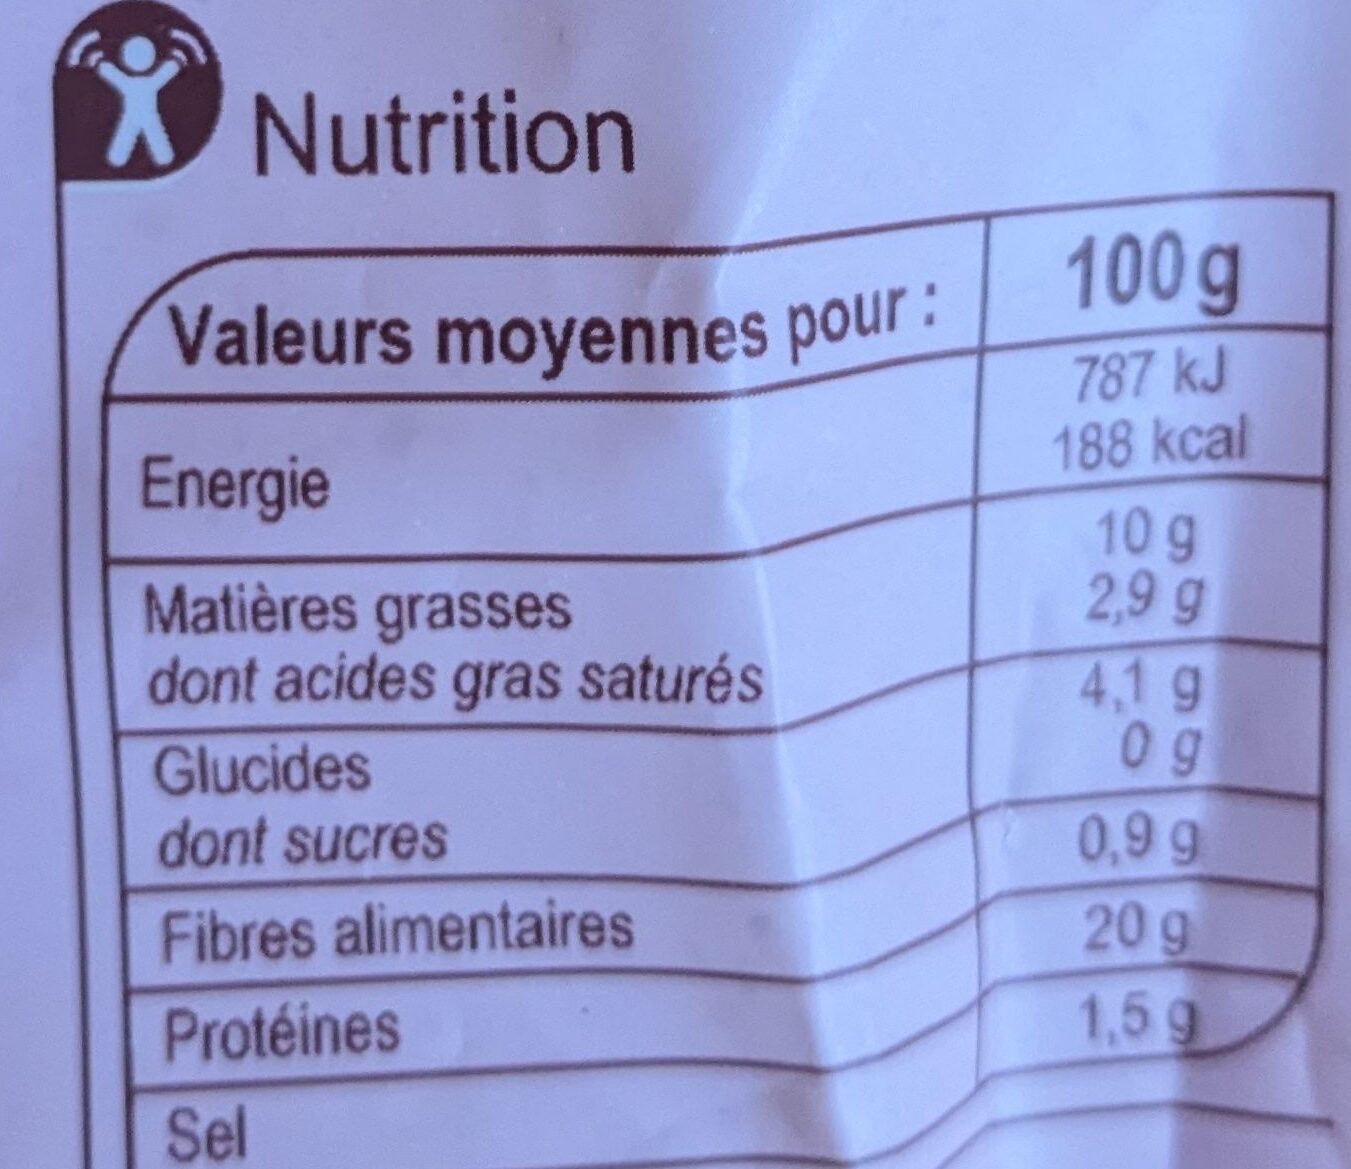 Nutrition
Valeurs moyennes pour : 100 g
Energie 787 kJ
188 kcal
Matières grasses 10 g
dont acides gras saturés 2,9 g
Glucides 4,1 g
dont sucres 0 g
Fibres alimentaires 0,9 g
Protéines 20 g
Sel 1,5 g